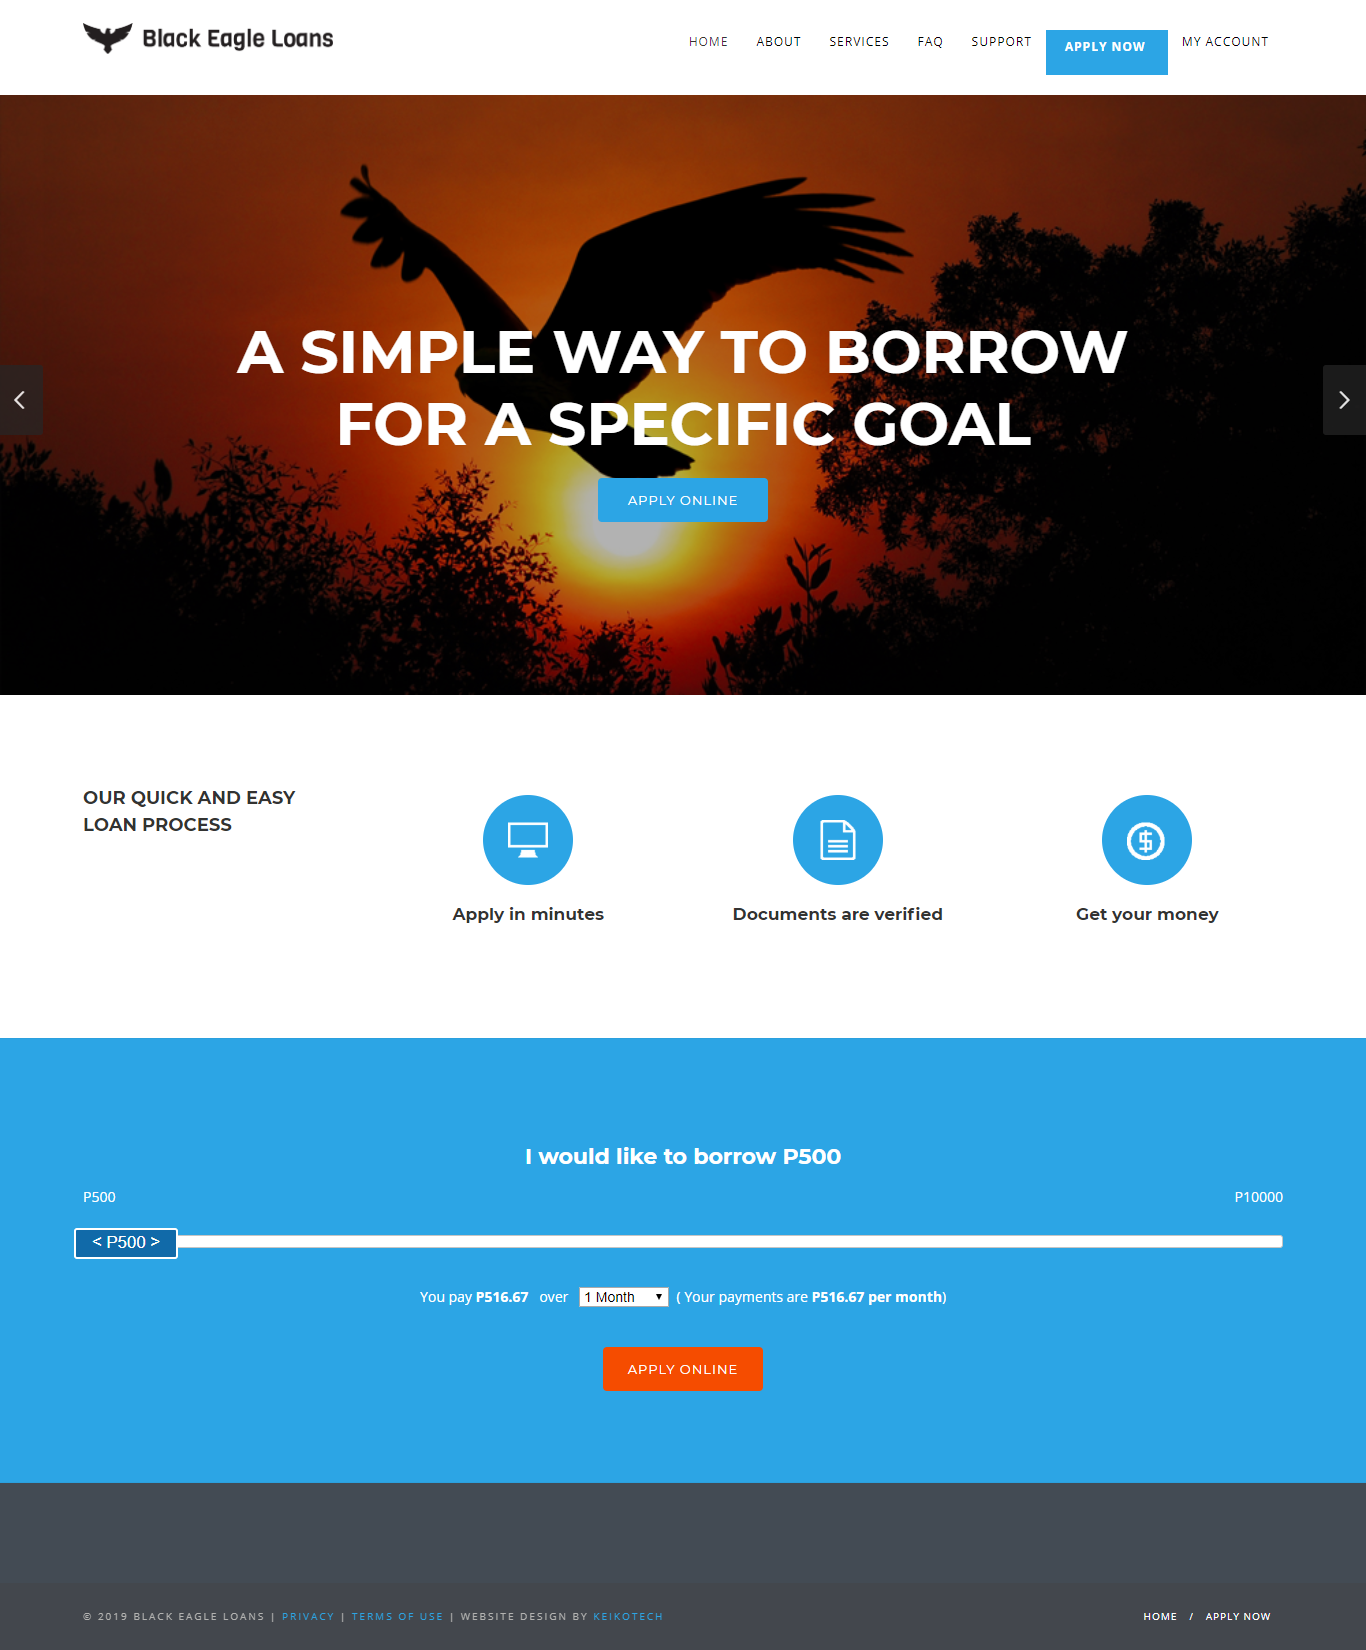 Black Eagle Loans
HOME ABOUT SERVICES FAQ SUPPORT APPLY NOW MY ACCOUNT
A SIMPLE WAY TO BORROW
FOR A SPECIFIC GOAL
APPLY ONLINE
OUR QUICK AND EASY
LOAN PROCESS
Apply in minutes
Documents are verified
Get your money
I would like to borrow P500
P500 P10000
< P500 >
You pay P516.67 over 1 Month ( Your payments are P516.67 per month)
APPLY ONLINE
© 2019 BLACK EAGLE LOANS | PRIVACY | TERMS OF USE | WEBSITE DESIGN BY KEIKOTECH
HOME / APPLY NOW